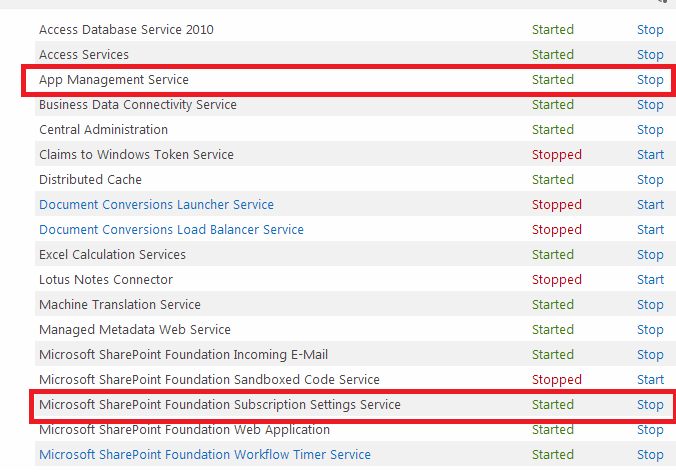 Access Database Service 2010 Started Stop
Access Services Started Stop
App Management Service Started Stop
Business Data Connectivity Service Started Stop
Central Administration Started Stop
Claims to Windows Token Service Stopped Start
Distributed Cache Started Stop
Document Conversions Launcher Service Stopped Start
Document Conversions Load Balancer Service Stopped Start
Excel Calculation Services Started Stop
Lotus Notes Connector Stopped Start
Machine Translation Service Started Stop
Managed Metadata Web Service Started Stop
Microsoft SharePoint Foundation Incoming E-Mail Started Stop
Microsoft SharePoint Foundation Sandboxed Code Service Stopped Start
Microsoft SharePoint Foundation Subscription Settings Service Started Stop
Microsoft SharePoint Foundation Web Application Started Stop
Microsoft SharePoint Foundation Workflow Timer Service Started Stop